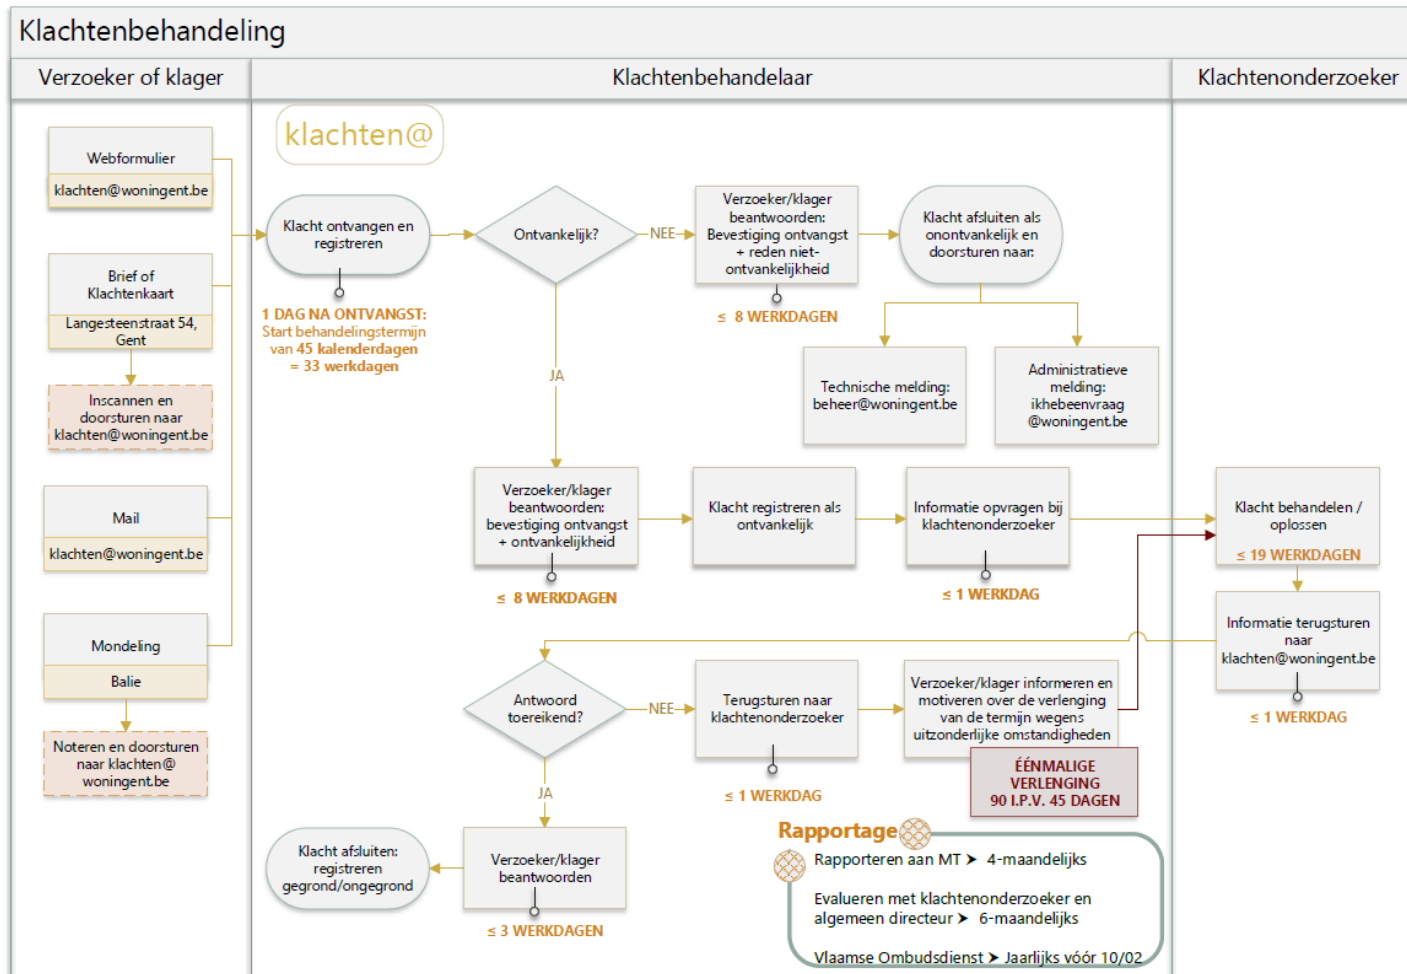 Klachtenbehandeling
Verzoeker of klager
Klachtenbehandelaar
Klachtenonderzoeker
Webformulier
klachten@woningent.be
Brief of
Klachtenkaart
Langesteenstraat 54,
Gent
Inscannen en
doorsturen naar
klachten@woningent.be
Mail
klachten@woningent.be
Mondeling
Balie
Noteren en doorsturen
naar klachten@
woningent.be
klachten@
Klacht ontvangen en
registreren
1 DAG NA ONTVANGST:
Start behandelingstermijn
van 45 kalenderdagen
= 33 werkdagen
Ontvankelijk?
NEE
Verzoeker/klager
beantwoorden:
Bevestiging ontvangst
+ reden niet-
ontvankelijkheid
≤ 8 WERKDAGEN
Klacht afsluiten als
onontvankelijk en
doorsturen naar:
Technische melding:
beheer@woningent.be
Administratieve
melding:
ikhebeenvraag
@woningent.be
JA
Verzoeker/klager
beantwoorden:
bevestiging ontvangst
+ ontvankelijkheid
≤ 8 WERKDAGEN
Klacht registreren als
ontvankelijk
Informatie opvragen bij
klachtenonderzoeker
≤ 1 WERKDAG
Klacht behandelen /
oplossen
≤ 19 WERKDAGEN
Informatie terugsturen
naar
klachten@woningent.be
≤ 1 WERKDAG
Antwoord
toereikend?
NEE
Terugsturen naar
klachtenonderzoeker
≤ 1 WERKDAG
Verzoeker/klager informeren en
motiveren over de verlenging
van de termijn wegens
uitzonderlijke omstandigheden
ÉÉNMALIGE
VERLENGING
90 I.P.V. 45 DAGEN
JA
Verzoeker/klager
beantwoorden
≤ 3 WERKDAGEN
Klacht afsluiten:
registreren
gegrond/ongegrond
Rapportage
Rapporteren aan MT ➤ 4-maandelijks
Evalueren met klachtenonderzoeker en
algemeen directeur ➤ 6-maandelijks
Vlaamse Ombudsdienst ➤ Jaarlijks vóór 10/02